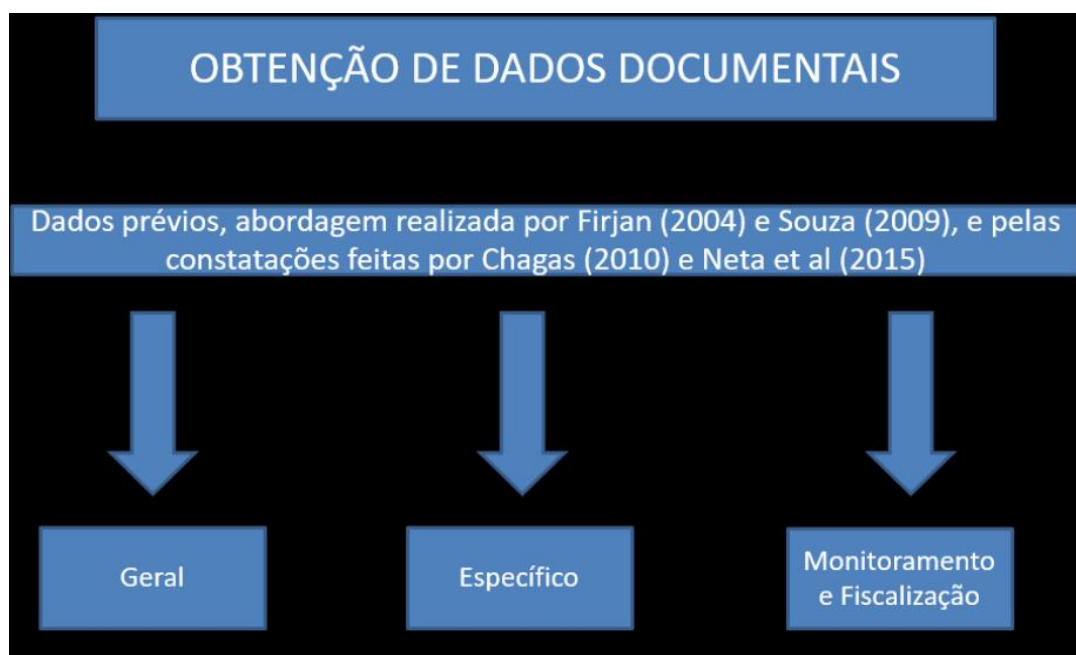 OBTENÇÃO DE DADOS DOCUMENTAIS
Dados prévios, abordagem realizada por Firjan (2004) e Souza (2009), e pelas
constatações feitas por Chagas (2010) e Neta et al (2015)
Geral
Específico
Monitoramento
e Fiscalização